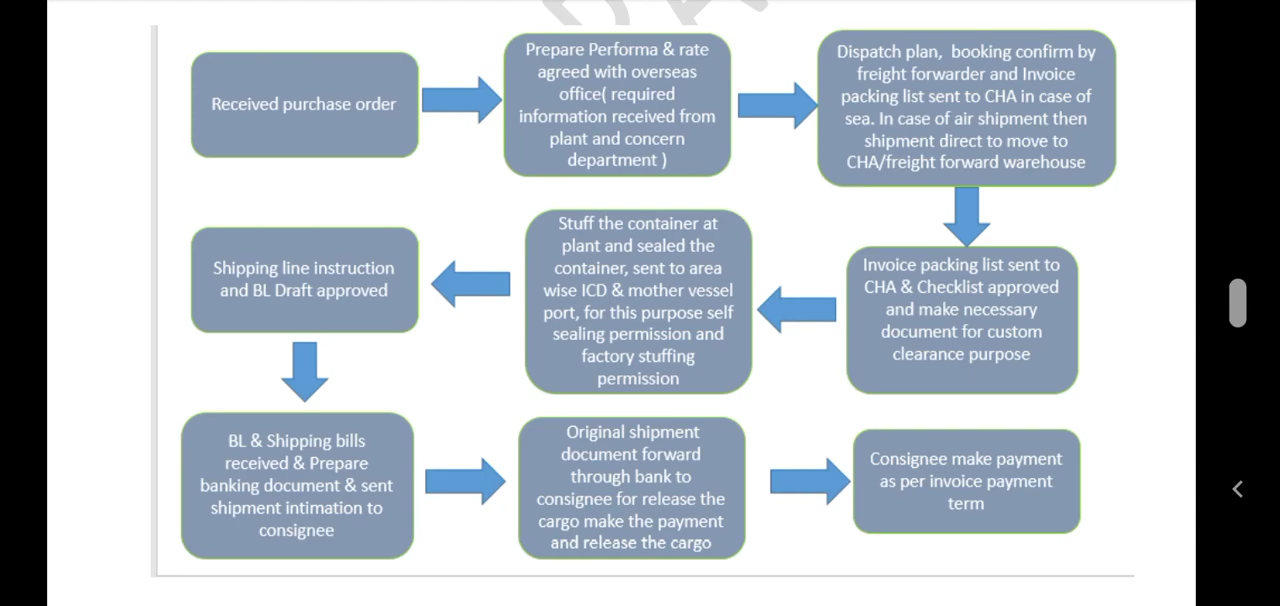 Received purchase order
Prepare Performa & rate
agreed with overseas
office( required
information received from
plant and concern
department )
Dispatch plan, booking confirm by
freight forwarder and Invoice
packing list sent to CHA in case of
sea. In case of air shipment then
shipment direct to move to
CHA/freight forward warehouse
Invoice packing list sent to
CHA & Checklist approved
and make necessary
document for custom
clearance purpose
Stuff the container at
plant and sealed the
container, sent to area
wise ICD & mother vessel
port, for this purpose self
sealing permission and
factory stuffing
permission
Shipping line instruction
and BL Draft approved
BL & Shipping bills
received & Prepare
banking document & sent
shipment intimation to
consignee
Original shipment
document forward
through bank to
consignee for release the
cargo make the payment
and release the cargo
Consignee make payment
as per invoice payment
term